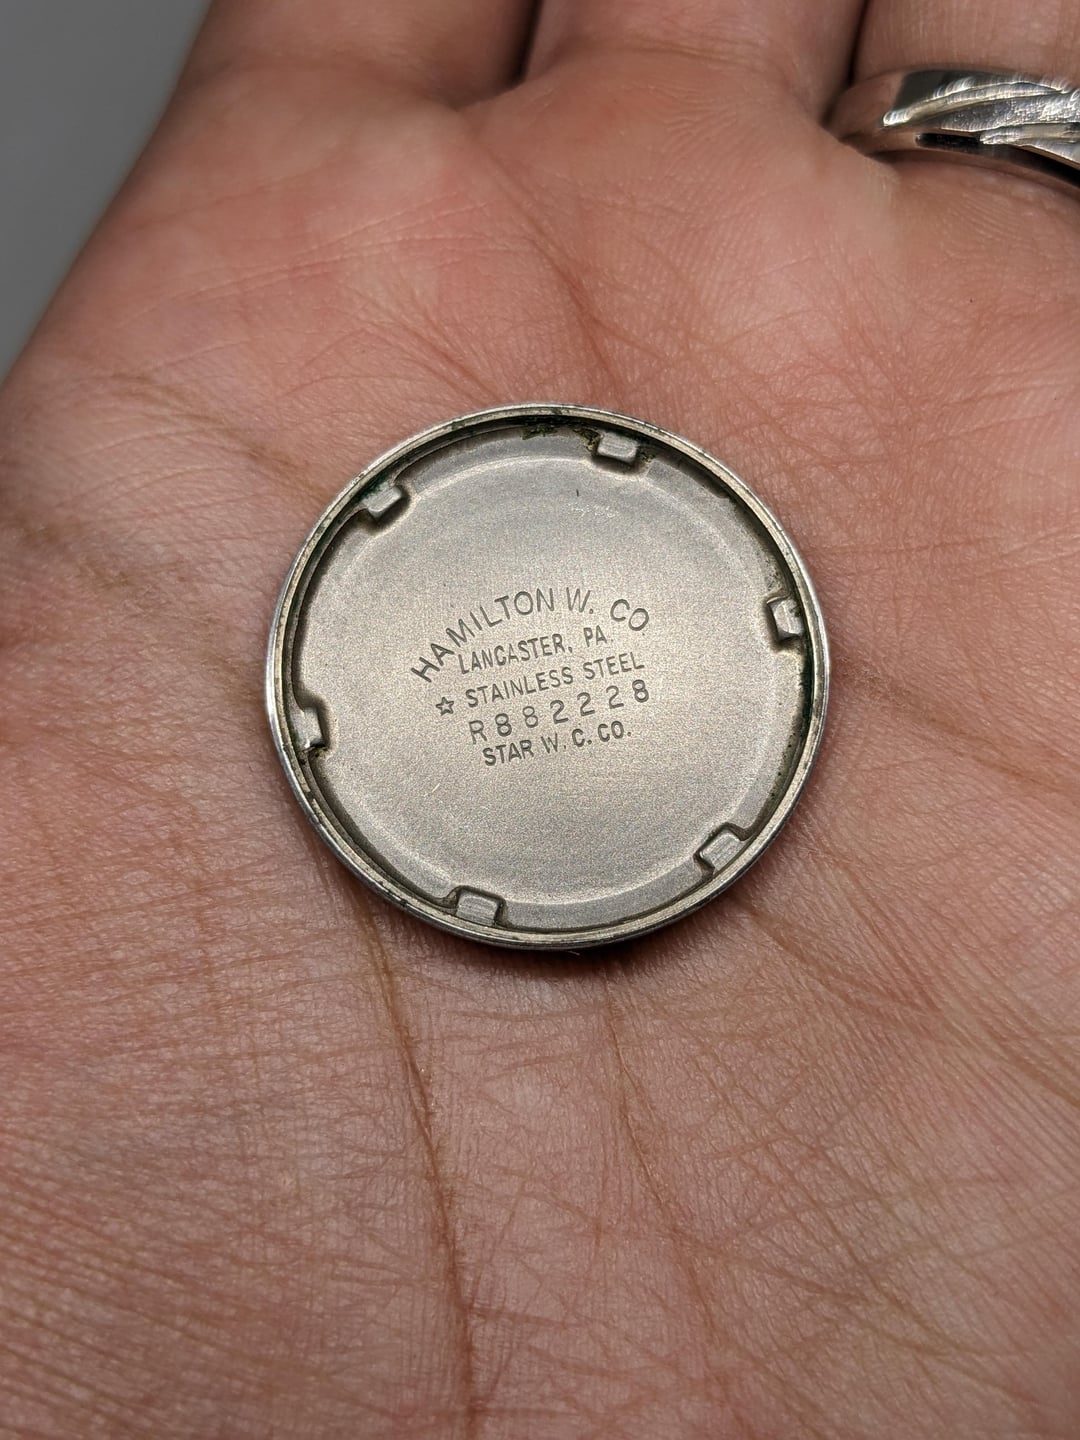 HAMILTON W. CO
LANCASTER, PA.
☆ STAINLESS STEEL
R882228
STAR W. C. CO.